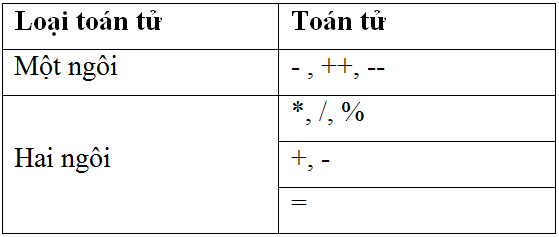 Loại toán tử Toán tử
Một ngôi - , ++, --
*, /, %
Hai ngôi +, -
=